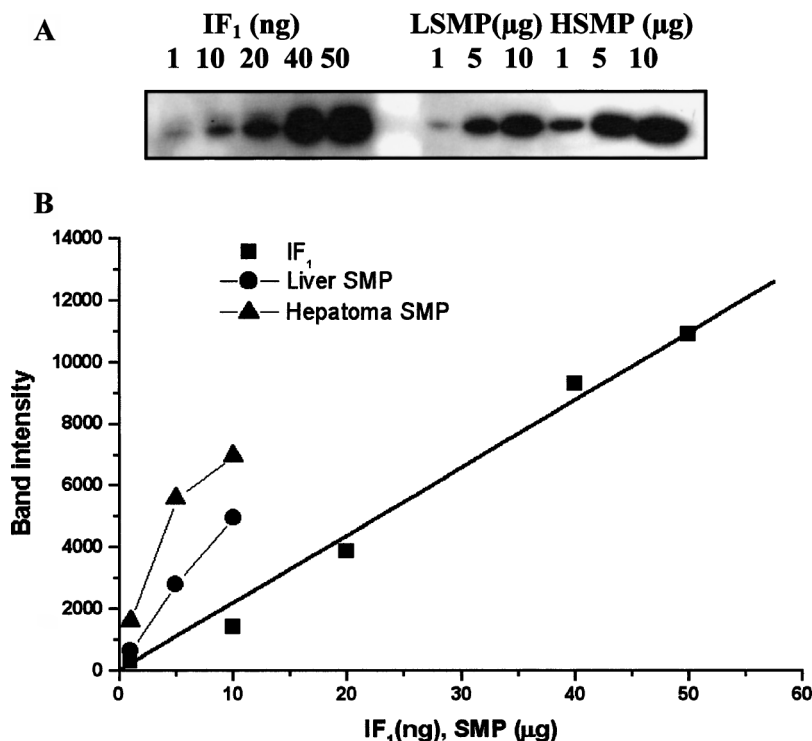 A
IF₁ (ng) LSMP(µg) HSMP (µg)
1 10 20 40 50 1 5 10 1 5 10
B
14000
12000
10000
8000
6000
4000
2000
0
Band intensity
IF₁
Liver SMP
Hepatoma SMP
0 10 20 30 40 50 60
IF₁(ng), SMP (µg)